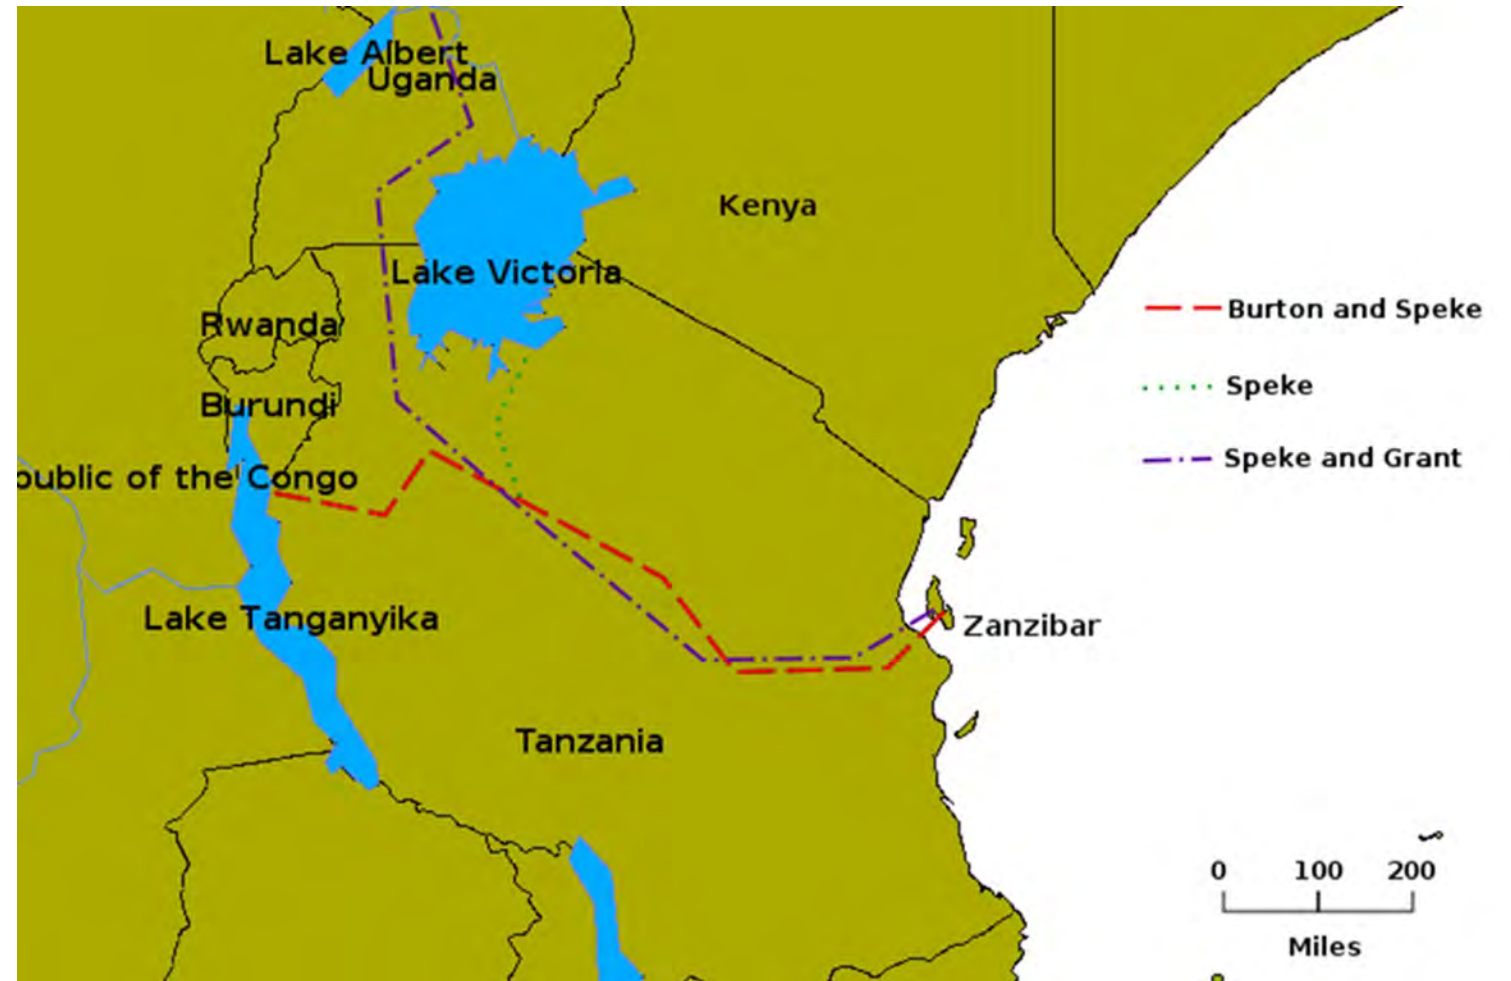 Lake Albert
Uganda
Kenya
Lake Victoria
Rwanda
Burundi
public of the Congo
Lake Tanganyika
Tanzania
Zanzibar
Burton and Speke
Speke
Speke and Grant
0 100 200
Miles